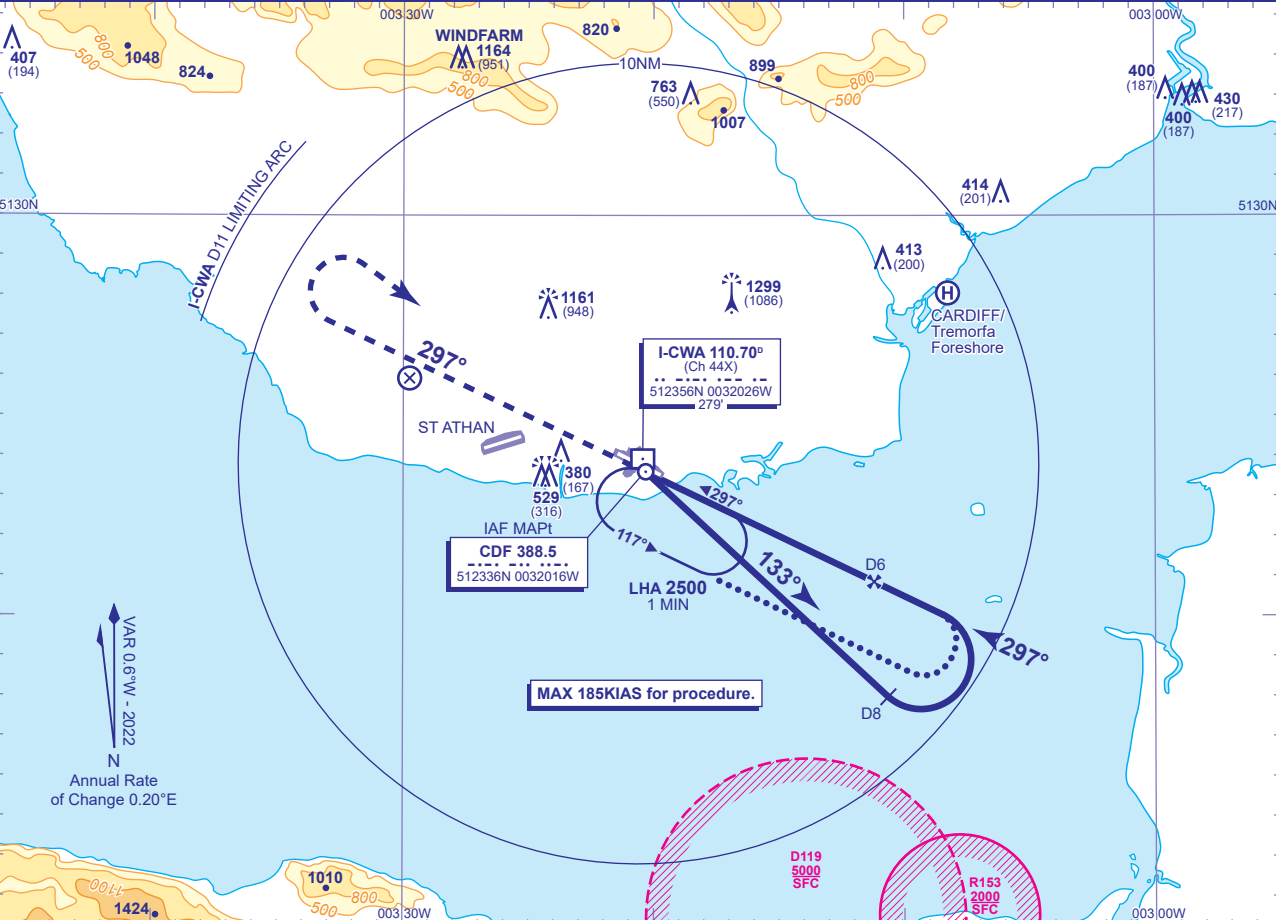 003.30W
003.00W
407
(194)
800
500
1048
824
WINDFARM
1164
(951)
800
500
820
10NM
763
(550)
1007
899
800
500
400
(187)
400
(187)
430
(217)
I-CWA D11 LIMITING ARC
5130N
5130N
414
(201)
413
(200)
H
CARDIFF/
Tremorfa
Foreshore
1161
(948)
1299
(1086)
297°
I-CWA 110.70D
(Ch 44X)
512356N 0032026W
279'
ST ATHAN
380
(167)
529
(316)
IAF MAPt
CDF 388.5
512336N 0032016W
297°
117°
LHA 2500
1 MIN
133°
D6
297°
D8
MAX 185KIAS for procedure.
VAR 0.6°W - 2022
N
Annual Rate
of Change 0.20°E
D119
5000
SFC
R153
2000
SFC
1100
1424
1010
800
500
003.30W
003.00W